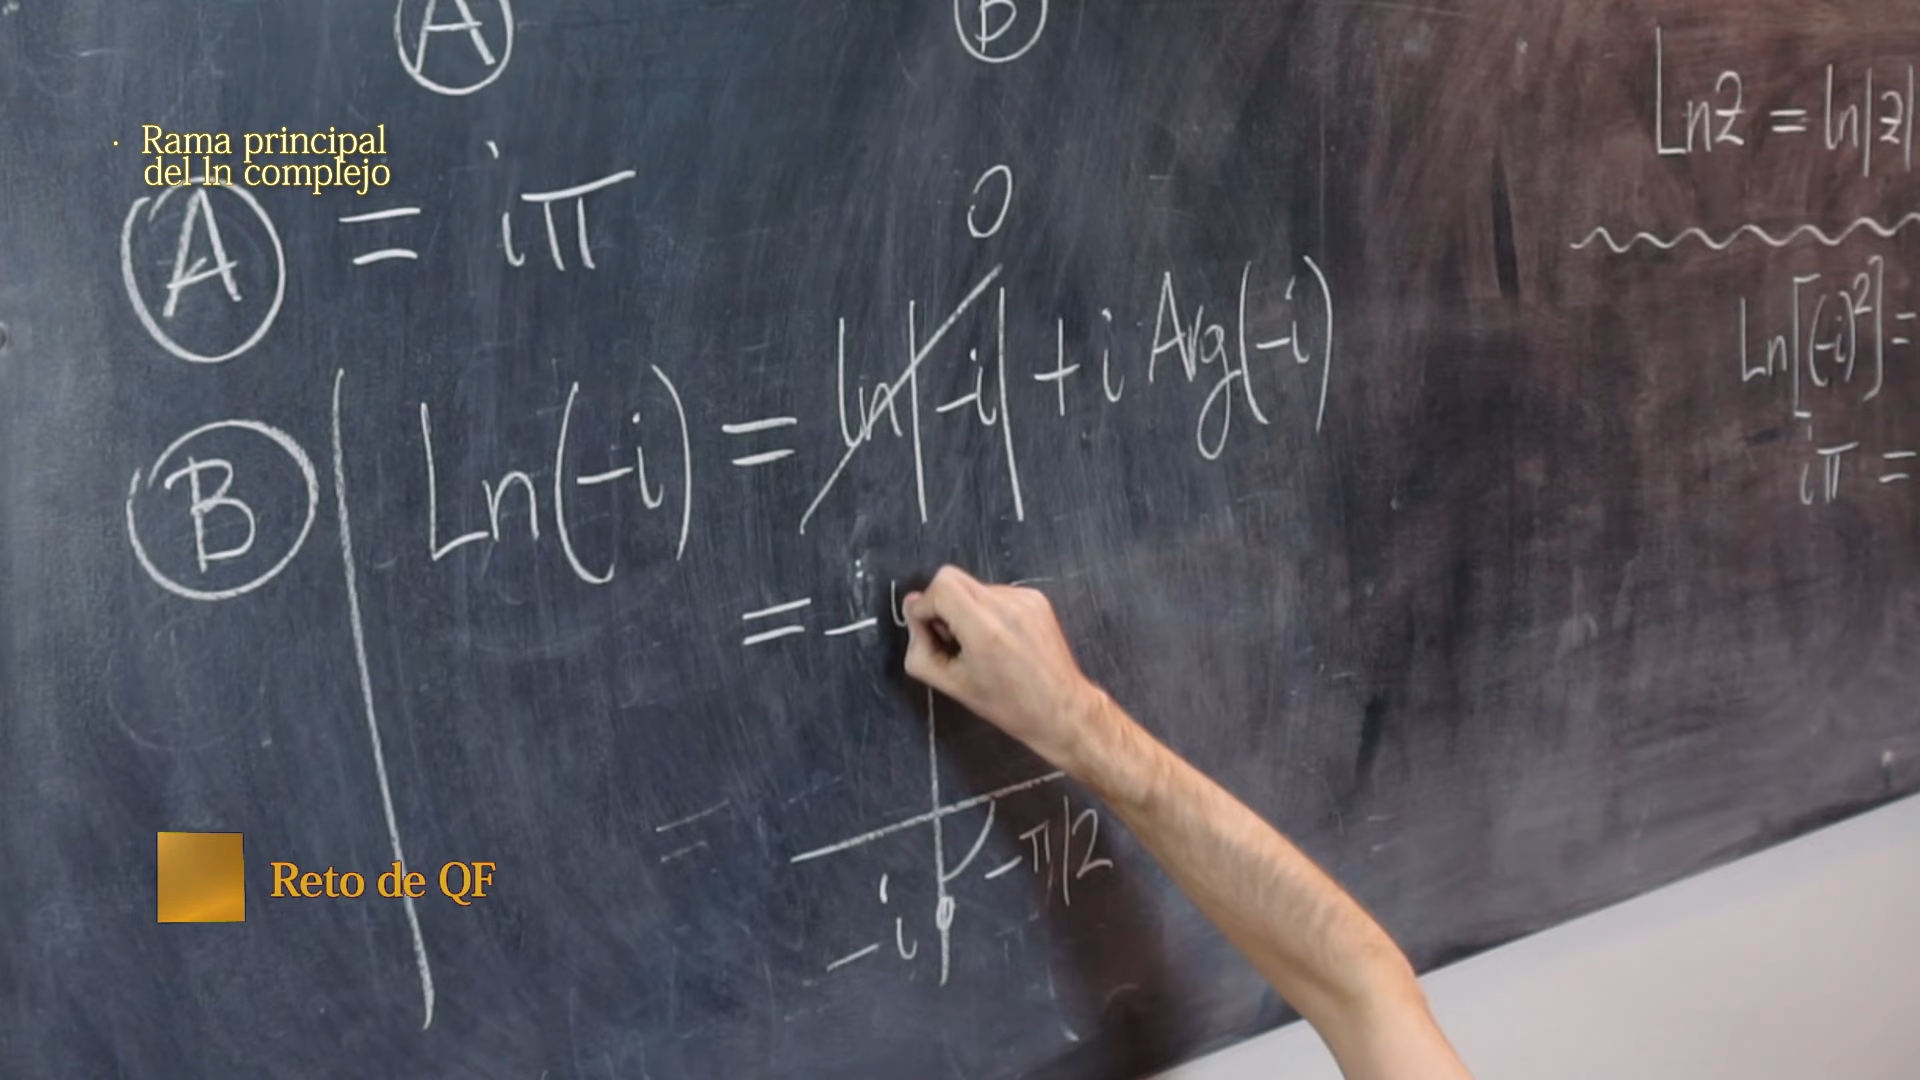 A B
Ln z = ln|z|
· Rama principal
del ln complejo
A = iπ
0
B Ln(-i) = ln|-i| + i Arg(-i)
Ln[(-i)²] =
iπ =
= -i
-π/2
-i
Reto de QF